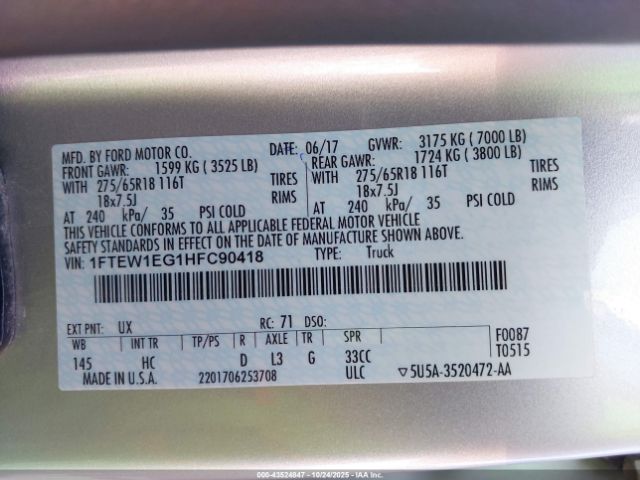 MFD. BY FORD MOTOR CO. DATE: 06/17 GVWR: 3175 KG ( 7000 LB)
FRONT GAWR: 1599 KG ( 3525 LB) REAR GAWR: 1724 KG ( 3800 LB)
WITH 275/65R18 116T TIRES WITH 275/65R18 116T TIRES
18x7.5J RIMS 18x7.5J RIMS
AT 240 kPa/ 35 PSI COLD AT 240 kPa/ 35 PSI COLD
THIS VEHICLE CONFORMS TO ALL APPLICABLE FEDERAL MOTOR VEHICLE
SAFETY STANDARDS IN EFFECT ON THE DATE OF MANUFACTURE SHOWN ABOVE.
VIN: 1FTEW1EG1HFC90418 TYPE: Truck
EXT PNT: UX RC: 71 DSO: F0087
WB INT TR TP/PS R AXLE TR SPR T0515
145 HC D L3 G 33CC
MADE IN U.S.A. 2201706253708 ULC ▽5U5A-3520472-AA
000-43524847 - 10/24/2025 - IAA Inc.